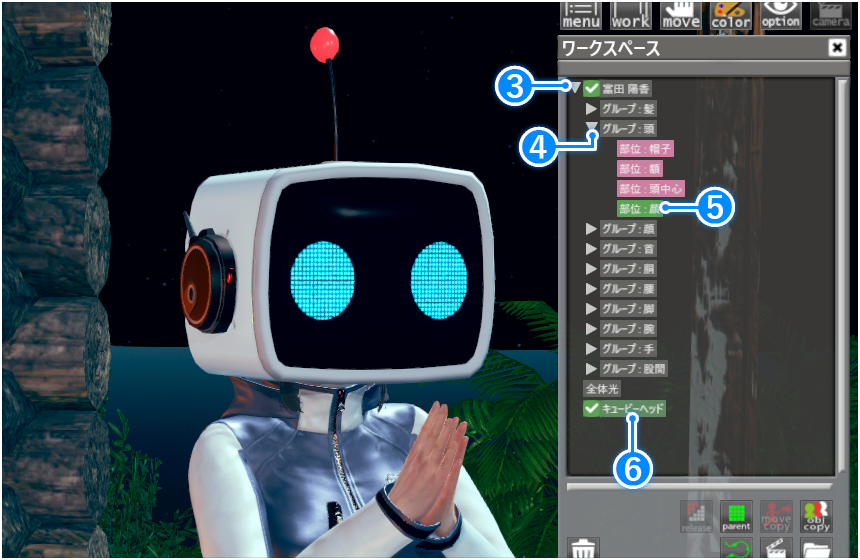 menu work move color option camera
ワークスペース
3
富田 陽香
グループ : 髪
グループ : 頭
4
部位 : 帽子
部位 : 額
部位 : 頭中心
部位 : 顔
5
グループ : 顔
グループ : 首
グループ : 胴
グループ : 腰
グループ : 脚
グループ : 腕
グループ : 手
グループ : 股間
全体光
キュービーヘッド
6
release parent move copy obj copy